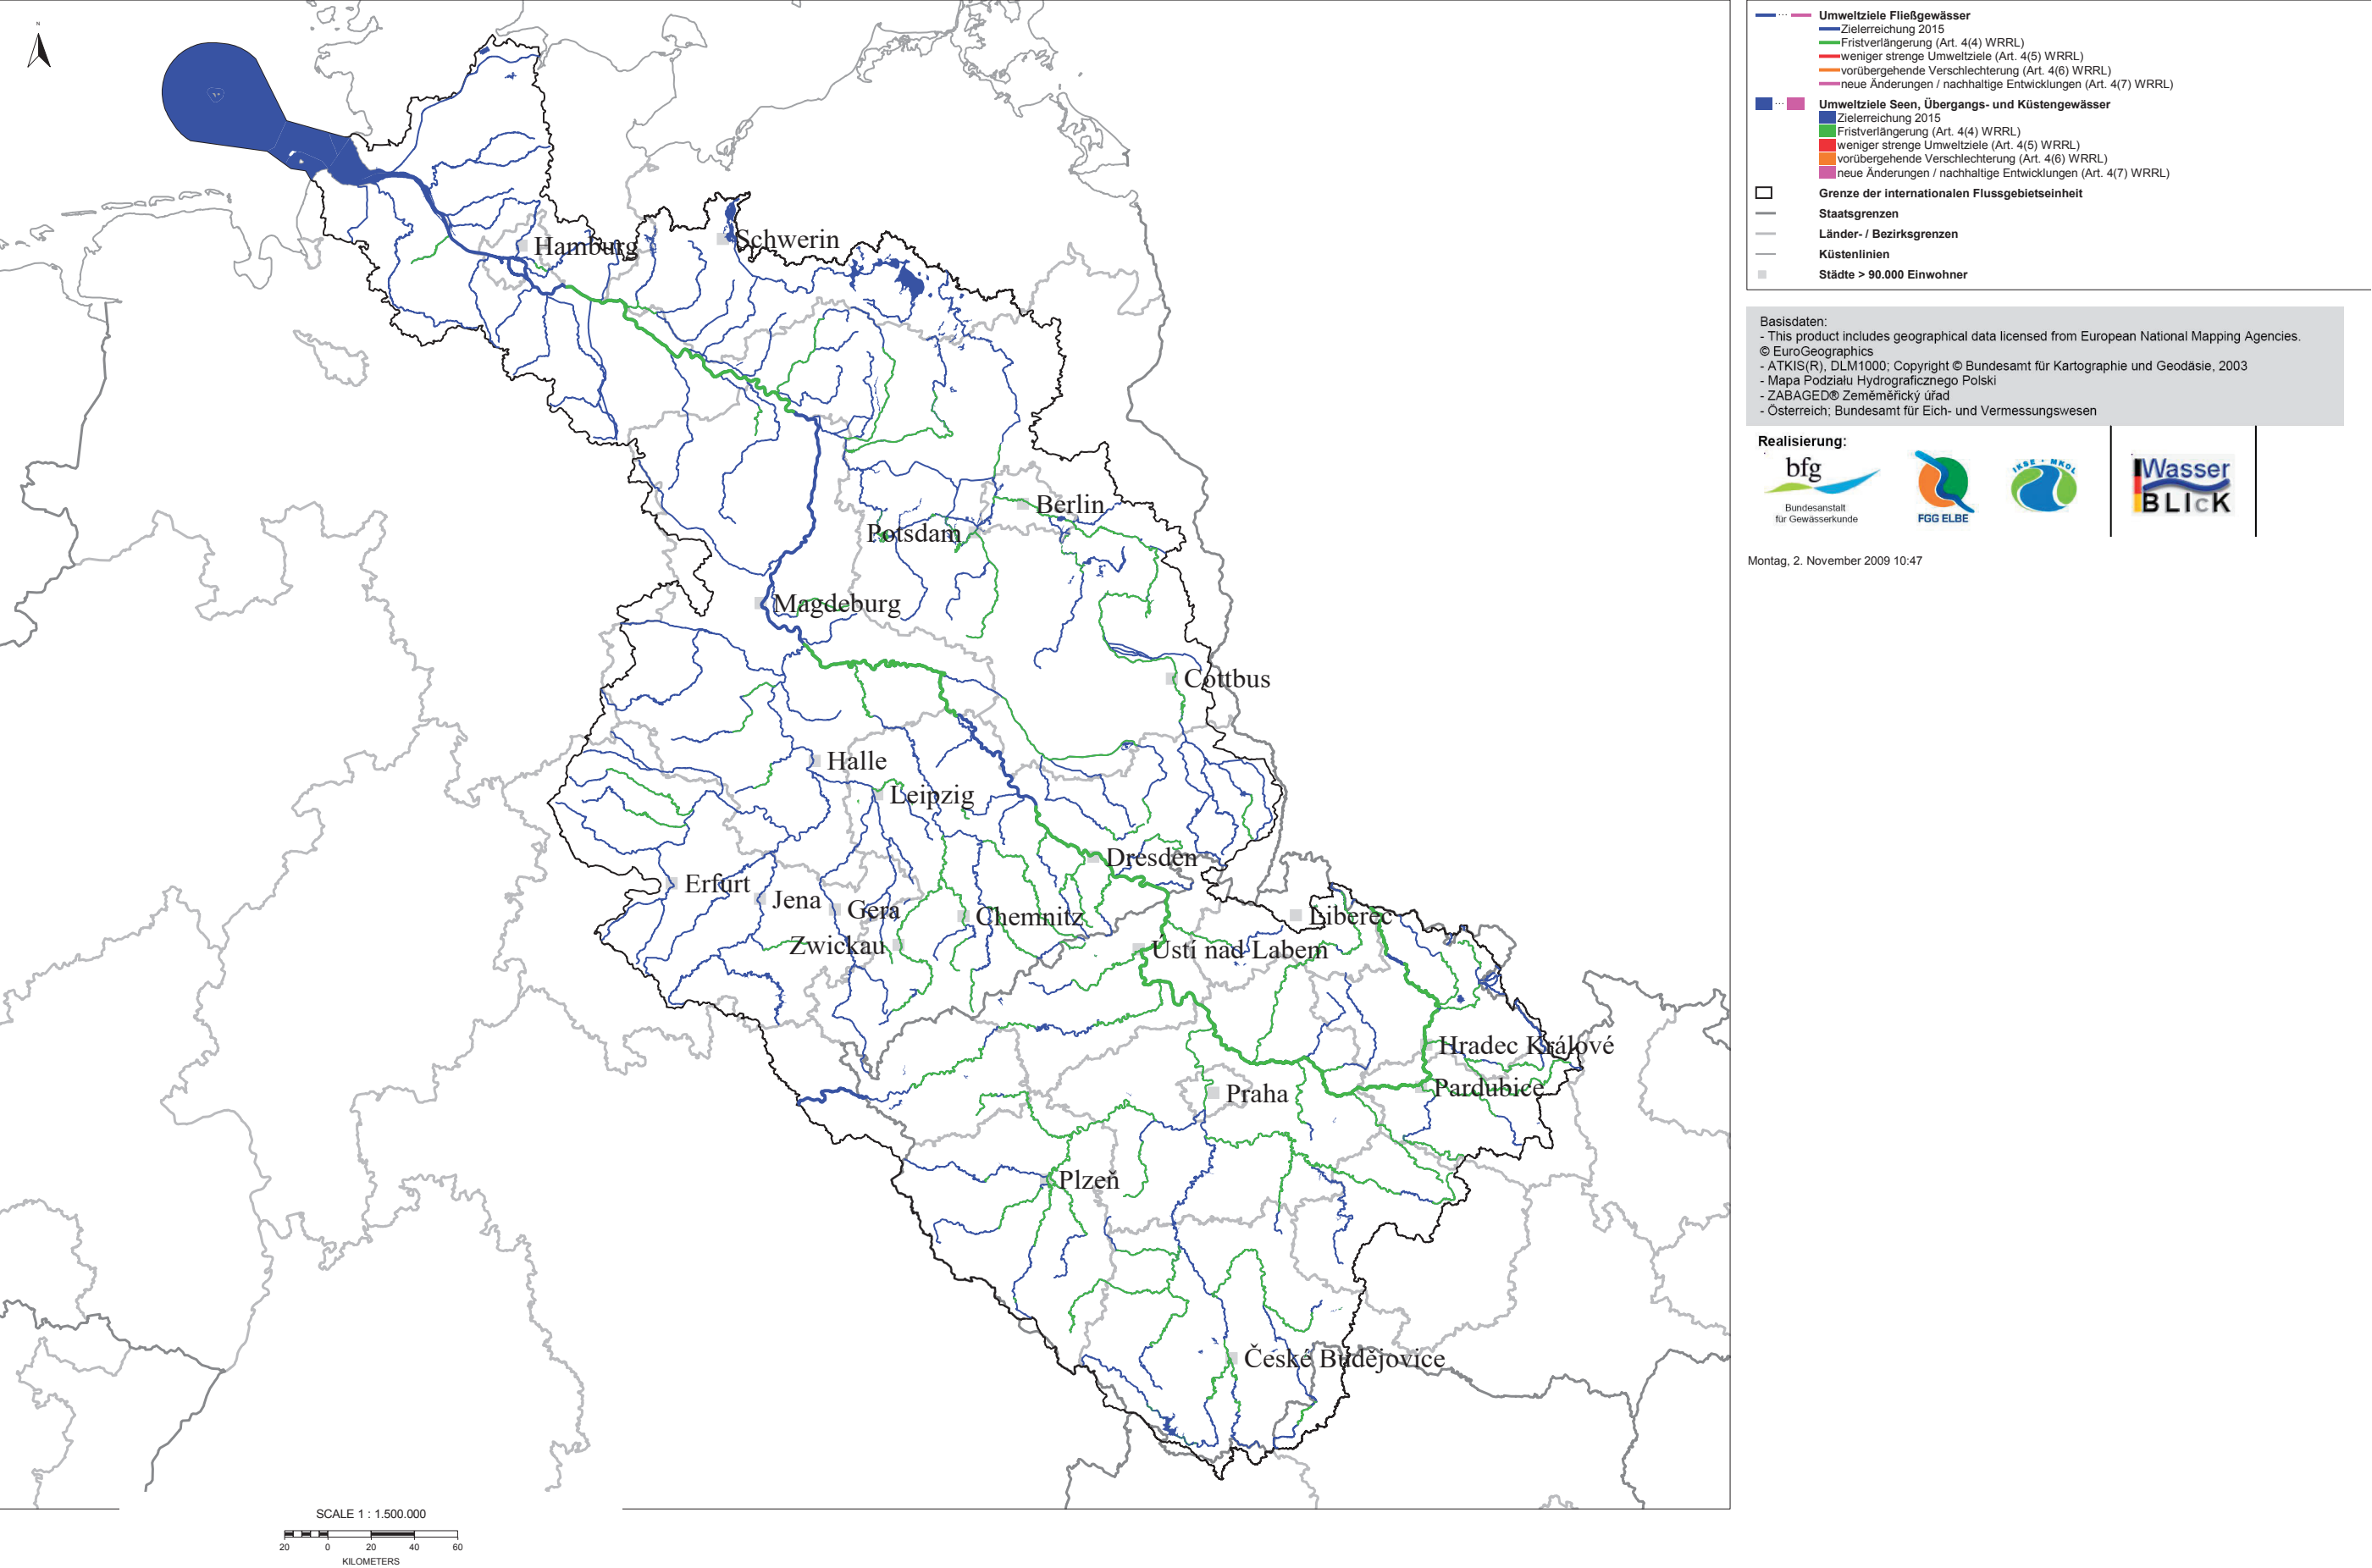 N
Hamburg
Schwerin
Berlin
Potsdam
Magdeburg
Cottbus
Halle
Leipzig
Dresden
Erfurt
Jena
Gera
Chemnitz
Zwickau
Liberec
Ústí nad Labem
Hradec Králové
Pardubice
Praha
Plzeň
České Budějovice
SCALE 1 : 1.500.000
20 0 20 40 60
KILOMETERS
Umweltziele Fließgewässer
Zielerreichung 2015
Fristverlängerung (Art. 4(4) WRRL)
weniger strenge Umweltziele (Art. 4(5) WRRL)
vorübergehende Verschlechterung (Art. 4(6) WRRL)
neue Änderungen / nachhaltige Entwicklungen (Art. 4(7) WRRL)
Umweltziele Seen, Übergangs- und Küstengewässer
Zielerreichung 2015
Fristverlängerung (Art. 4(4) WRRL)
weniger strenge Umweltziele (Art. 4(5) WRRL)
vorübergehende Verschlechterung (Art. 4(6) WRRL)
neue Änderungen / nachhaltige Entwicklungen (Art. 4(7) WRRL)
Grenze der internationalen Flussgebietseinheit
Staatsgrenzen
Länder- / Bezirksgrenzen
Küstenlinien
Städte > 90.000 Einwohner
Basisdaten:
- This product includes geographical data licensed from European National Mapping Agencies.
© EuroGeographics
- ATKIS(R), DLM1000; Copyright © Bundesamt für Kartographie und Geodäsie, 2003
- Mapa Podziału Hydrograficznego Polski
- ZABAGED® Zeměměřický úřad
- Österreich; Bundesamt für Eich- und Vermessungswesen
Realisierung:
bfg
Bundesanstalt
für Gewässerkunde
FGG ELBE
IKSE - MKOL
Wasser
BLIcK
Montag, 2. November 2009 10:47